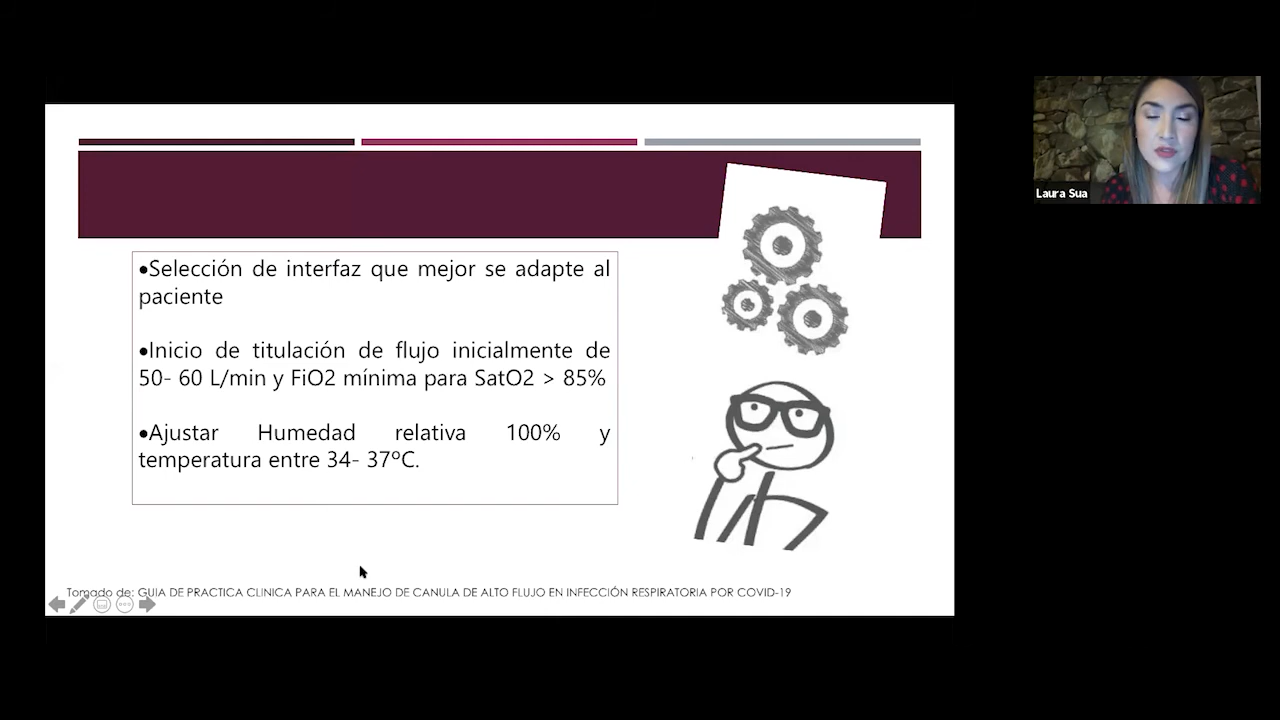 •Selección de interfaz que mejor se adapte al
paciente
•Inicio de titulación de flujo inicialmente de
50- 60 L/min y FiO2 mínima para SatO2 > 85%
•Ajustar Humedad relativa 100% y
temperatura entre 34- 37ºC.
Tomado de: GUIA DE PRACTICA CLINICA PARA EL MANEJO DE CANULA DE ALTO FLUJO EN INFECCIÓN RESPIRATORIA POR COVID-19
Laura Sua